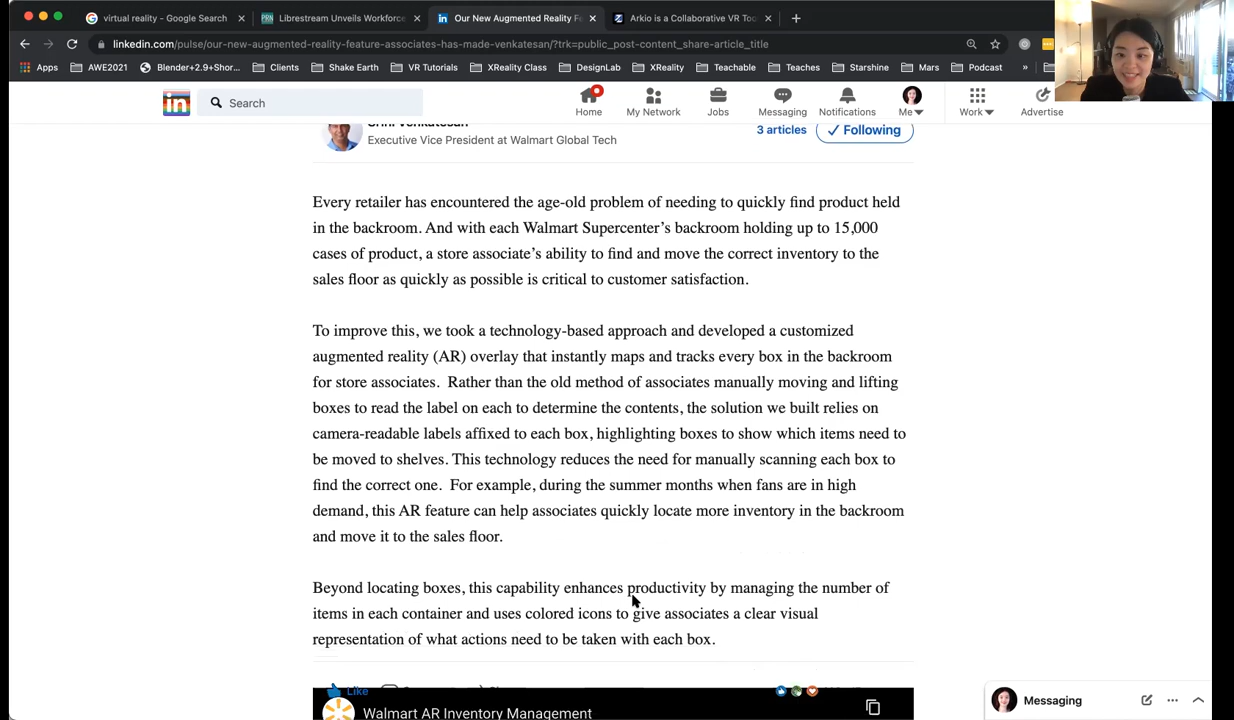 virtual reality - Google Search
Librestream Unveils Workforce
Our New Augmented Reality Fe
Arkio is a Collaborative VR Too
linkedin.com/pulse/our-new-augmented-reality-feature-associates-has-made-venkatesan/?trk=public_post-content_share-article_title
Apps AWE2021 Blender+2.9+Shor... Clients Shake Earth VR Tutorials XReality Class DesignLab XReality Teachable Teaches Starshine Mars Podcast »
in Search Home My Network Jobs Messaging Notifications Me Work Advertise
Srini Venkatesan
Executive Vice President at Walmart Global Tech
3 articles ✓ Following
Every retailer has encountered the age-old problem of needing to quickly find product held
in the backroom. And with each Walmart Supercenter's backroom holding up to 15,000
cases of product, a store associate's ability to find and move the correct inventory to the
sales floor as quickly as possible is critical to customer satisfaction.
To improve this, we took a technology-based approach and developed a customized
augmented reality (AR) overlay that instantly maps and tracks every box in the backroom
for store associates. Rather than the old method of associates manually moving and lifting
boxes to read the label on each to determine the contents, the solution we built relies on
camera-readable labels affixed to each box, highlighting boxes to show which items need to
be moved to shelves. This technology reduces the need for manually scanning each box to
find the correct one. For example, during the summer months when fans are in high
demand, this AR feature can help associates quickly locate more inventory in the backroom
and move it to the sales floor.
Beyond locating boxes, this capability enhances productivity by managing the number of
items in each container and uses colored icons to give associates a clear visual
representation of what actions need to be taken with each box.
Like
Walmart AR Inventory Management
Messaging